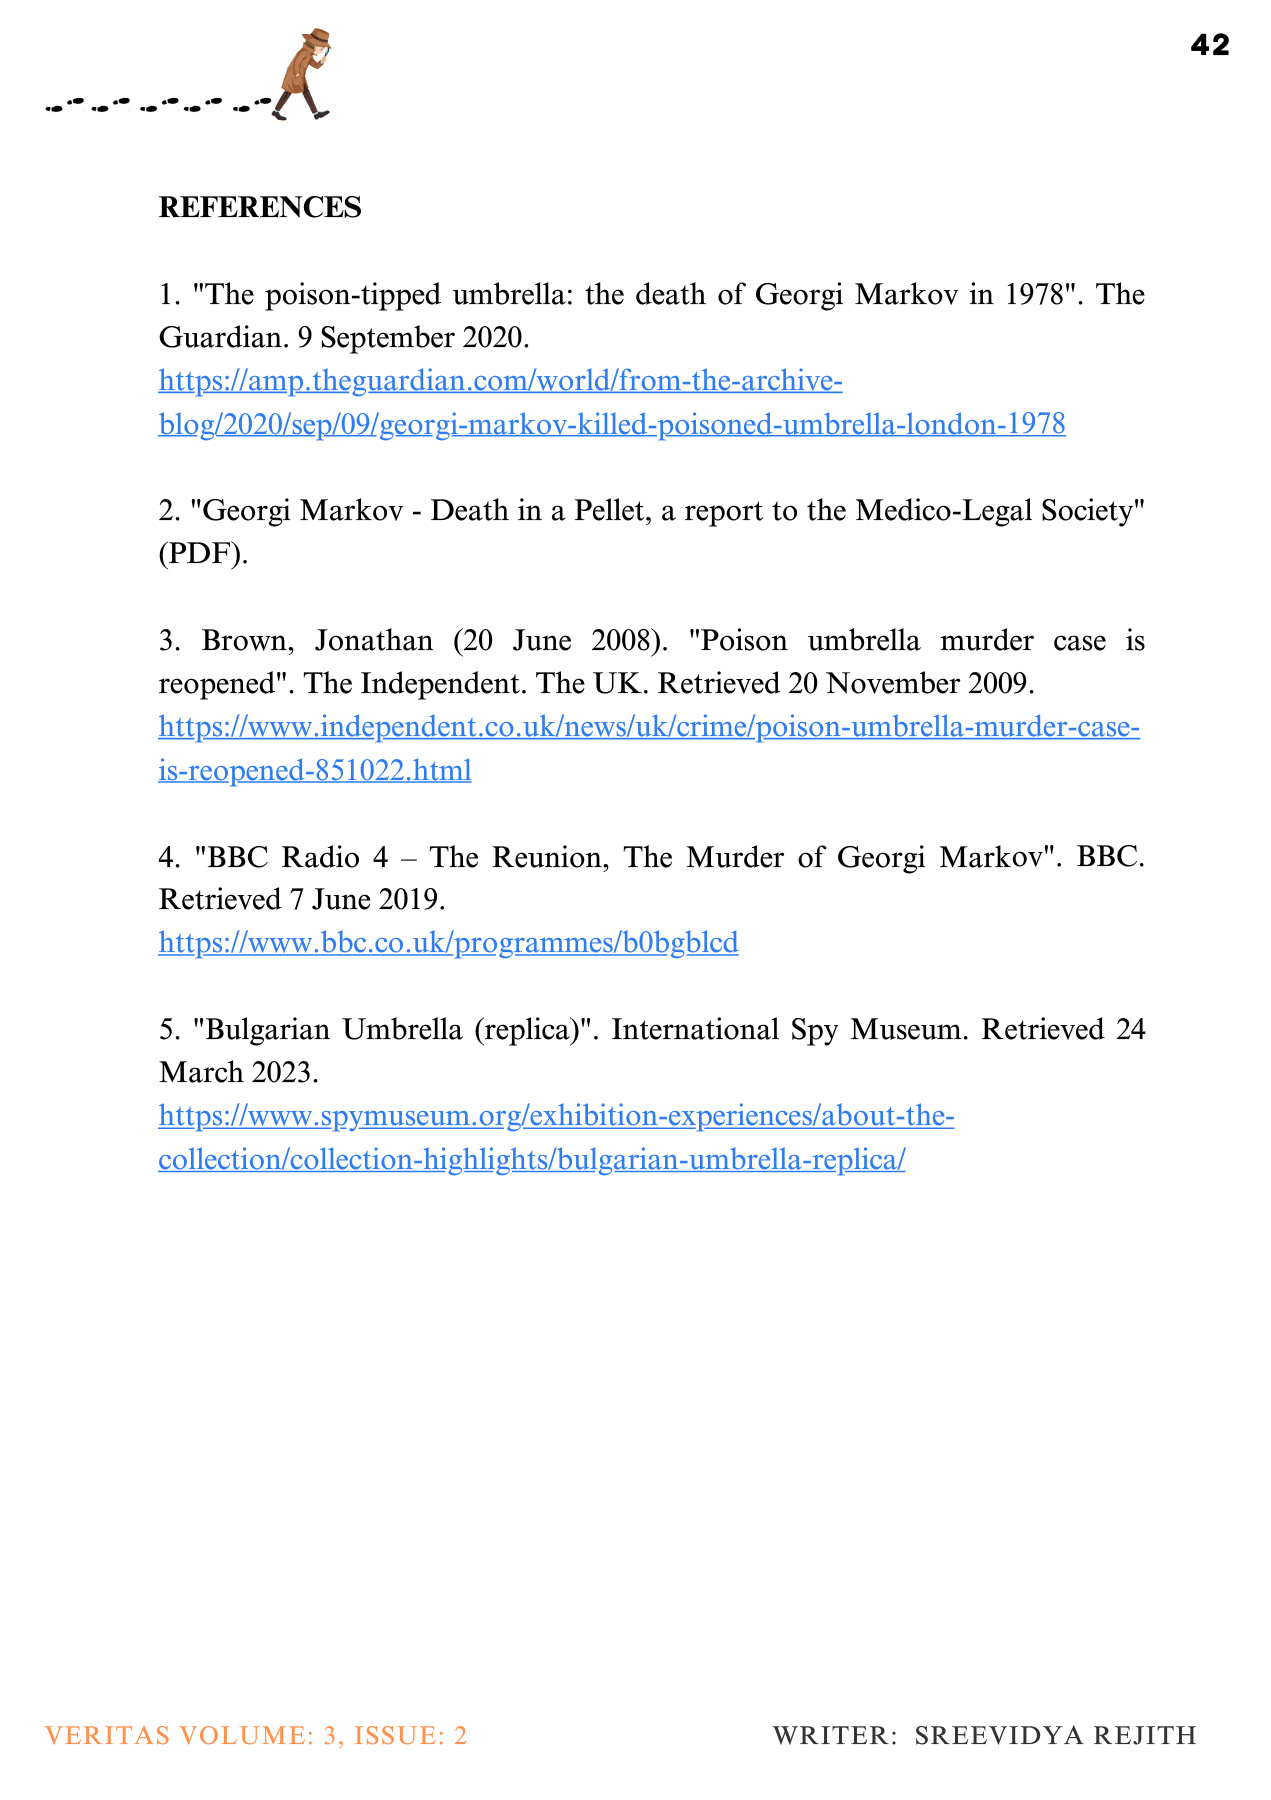 42
REFERENCES
1. "The poison-tipped umbrella: the death of Georgi Markov in 1978". The
Guardian. 9 September 2020.
https://amp.theguardian.com/world/from-the-archive-
blog/2020/sep/09/georgi-markov-killed-poisoned-umbrella-london-1978
2. "Georgi Markov - Death in a Pellet, a report to the Medico-Legal Society"
(PDF).
3. Brown, Jonathan (20 June 2008). "Poison umbrella murder case is
reopened". The Independent. The UK. Retrieved 20 November 2009.
https://www.independent.co.uk/news/uk/crime/poison-umbrella-murder-case-
is-reopened-851022.html
4. "BBC Radio 4 – The Reunion, The Murder of Georgi Markov". BBC.
Retrieved 7 June 2019.
https://www.bbc.co.uk/programmes/b0bgblcd
5. "Bulgarian Umbrella (replica)". International Spy Museum. Retrieved 24
March 2023.
https://www.spymuseum.org/exhibition-experiences/about-the-
collection/collection-highlights/bulgarian-umbrella-replica/
VERITAS VOLUME: 3, ISSUE: 2
WRITER: SREEVIDYA REJITH